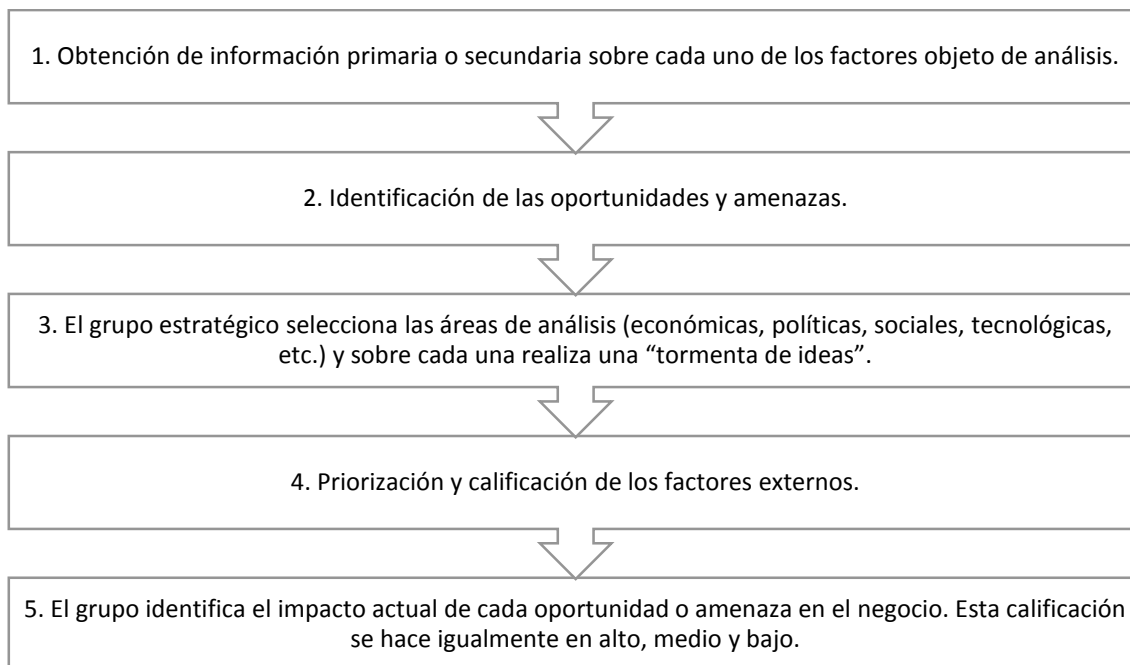 1. Obtención de información primaria o secundaria sobre cada uno de los factores objeto de análisis.
2. Identificación de las oportunidades y amenazas.
3. El grupo estratégico selecciona las áreas de análisis (económicas, políticas, sociales, tecnológicas,
etc.) y sobre cada una realiza una “tormenta de ideas”.
4. Priorización y calificación de los factores externos.
5. El grupo identifica el impacto actual de cada oportunidad o amenaza en el negocio. Esta calificación
se hace igualmente en alto, medio y bajo.